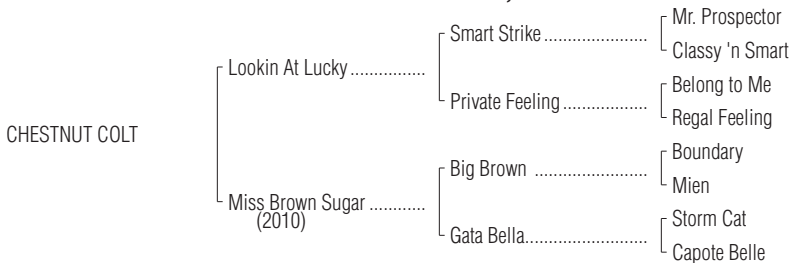 Mr. Prospector
Smart Strike ......................
Classy 'n Smart
Lookin At Lucky ................
Belong to Me
Private Feeling ..................
Regal Feeling
CHESTNUT COLT
Boundary
Big Brown ........................
Mien
Miss Brown Sugar ............
(2010)
Storm Cat
Gata Bella..........................
Capote Belle